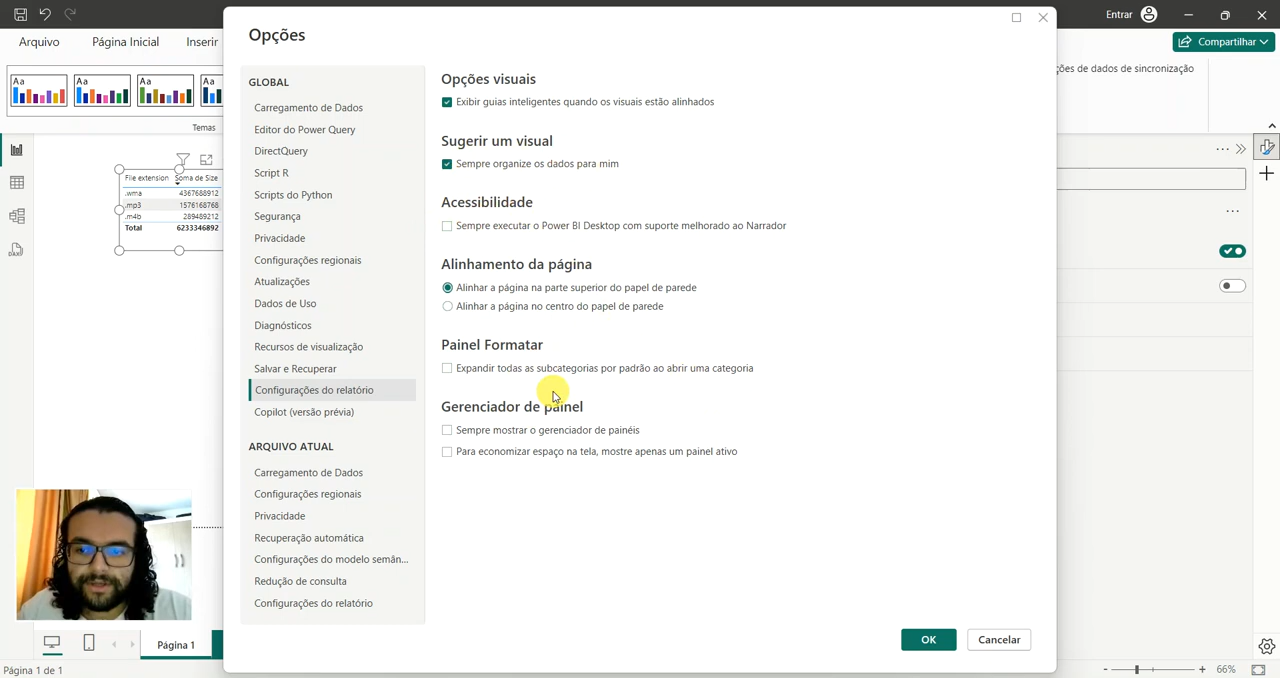 Entrar
Arquivo
Página Inicial
Inserir
Compartilhar
Aa
Aa
Aa
Aa
Temas
ções de dados de sincronização
File extension Soma de Size
.wma 4367688912
.mp3 1576168768
.m4b 289489212
Total 6233346892
Opções
GLOBAL
Carregamento de Dados
Editor do Power Query
DirectQuery
Script R
Scripts do Python
Segurança
Privacidade
Configurações regionais
Atualizações
Dados de Uso
Diagnósticos
Recursos de visualização
Salvar e Recuperar
Configurações do relatório
Copilot (versão prévia)
ARQUIVO ATUAL
Carregamento de Dados
Configurações regionais
Privacidade
Recuperação automática
Configurações do modelo semân...
Redução de consulta
Configurações do relatório
Opções visuais
Exibir guias inteligentes quando os visuais estão alinhados
Sugerir um visual
Sempre organize os dados para mim
Acessibilidade
Sempre executar o Power BI Desktop com suporte melhorado ao Narrador
Alinhamento da página
Alinhar a página na parte superior do papel de parede
Alinhar a página no centro do papel de parede
Painel Formatar
Expandir todas as subcategorias por padrão ao abrir uma categoria
Gerenciador de painel
Sempre mostrar o gerenciador de painéis
Para economizar espaço na tela, mostre apenas um painel ativo
OK
Cancelar
Página 1
Página 1 de 1
66%